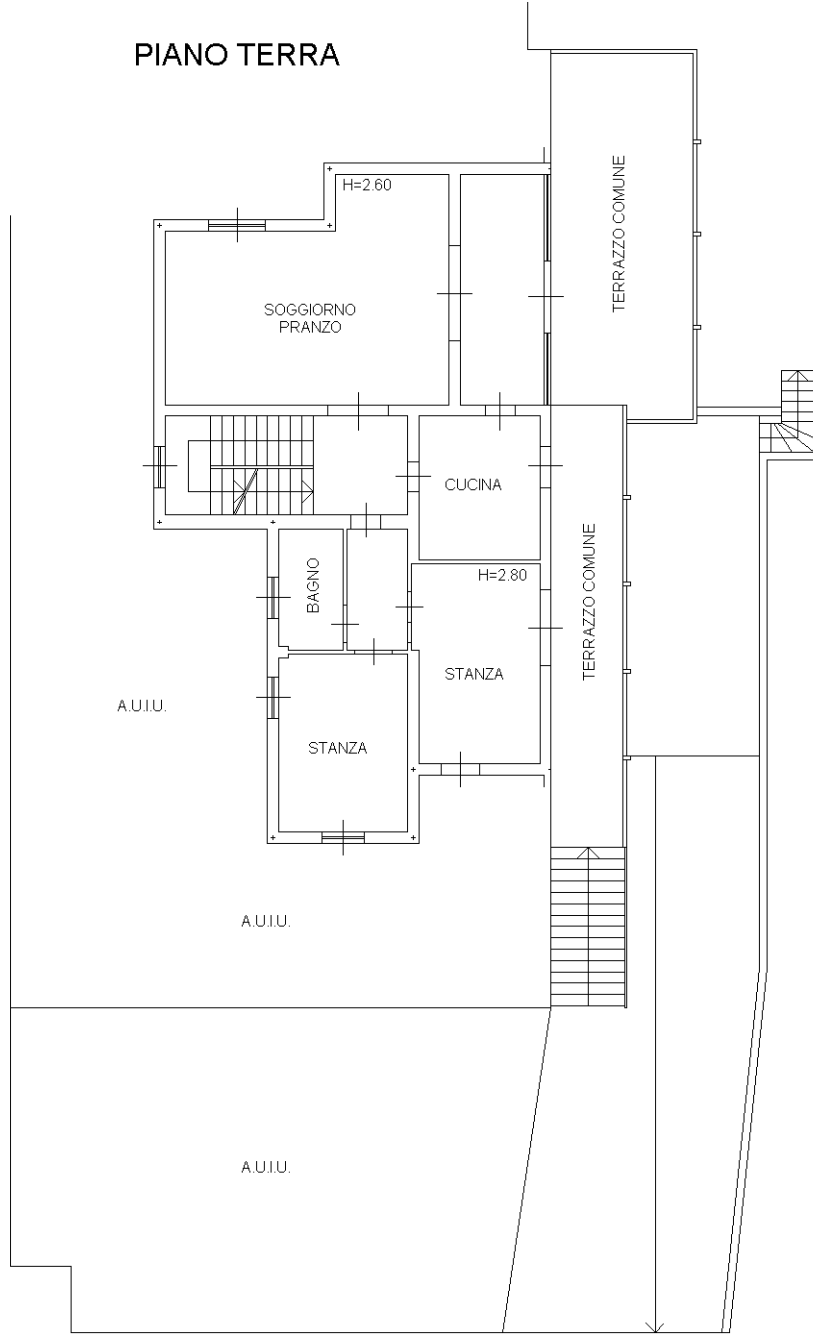 PIANO TERRA
TERRAZZO COMUNE
H=2.60
SOGGIORNO
PRANZO
CUCINA
H=2.80
BAGNO
TERRAZZO COMUNE
STANZA
A.U.I.U.
STANZA
A.U.I.U.
A.U.I.U.